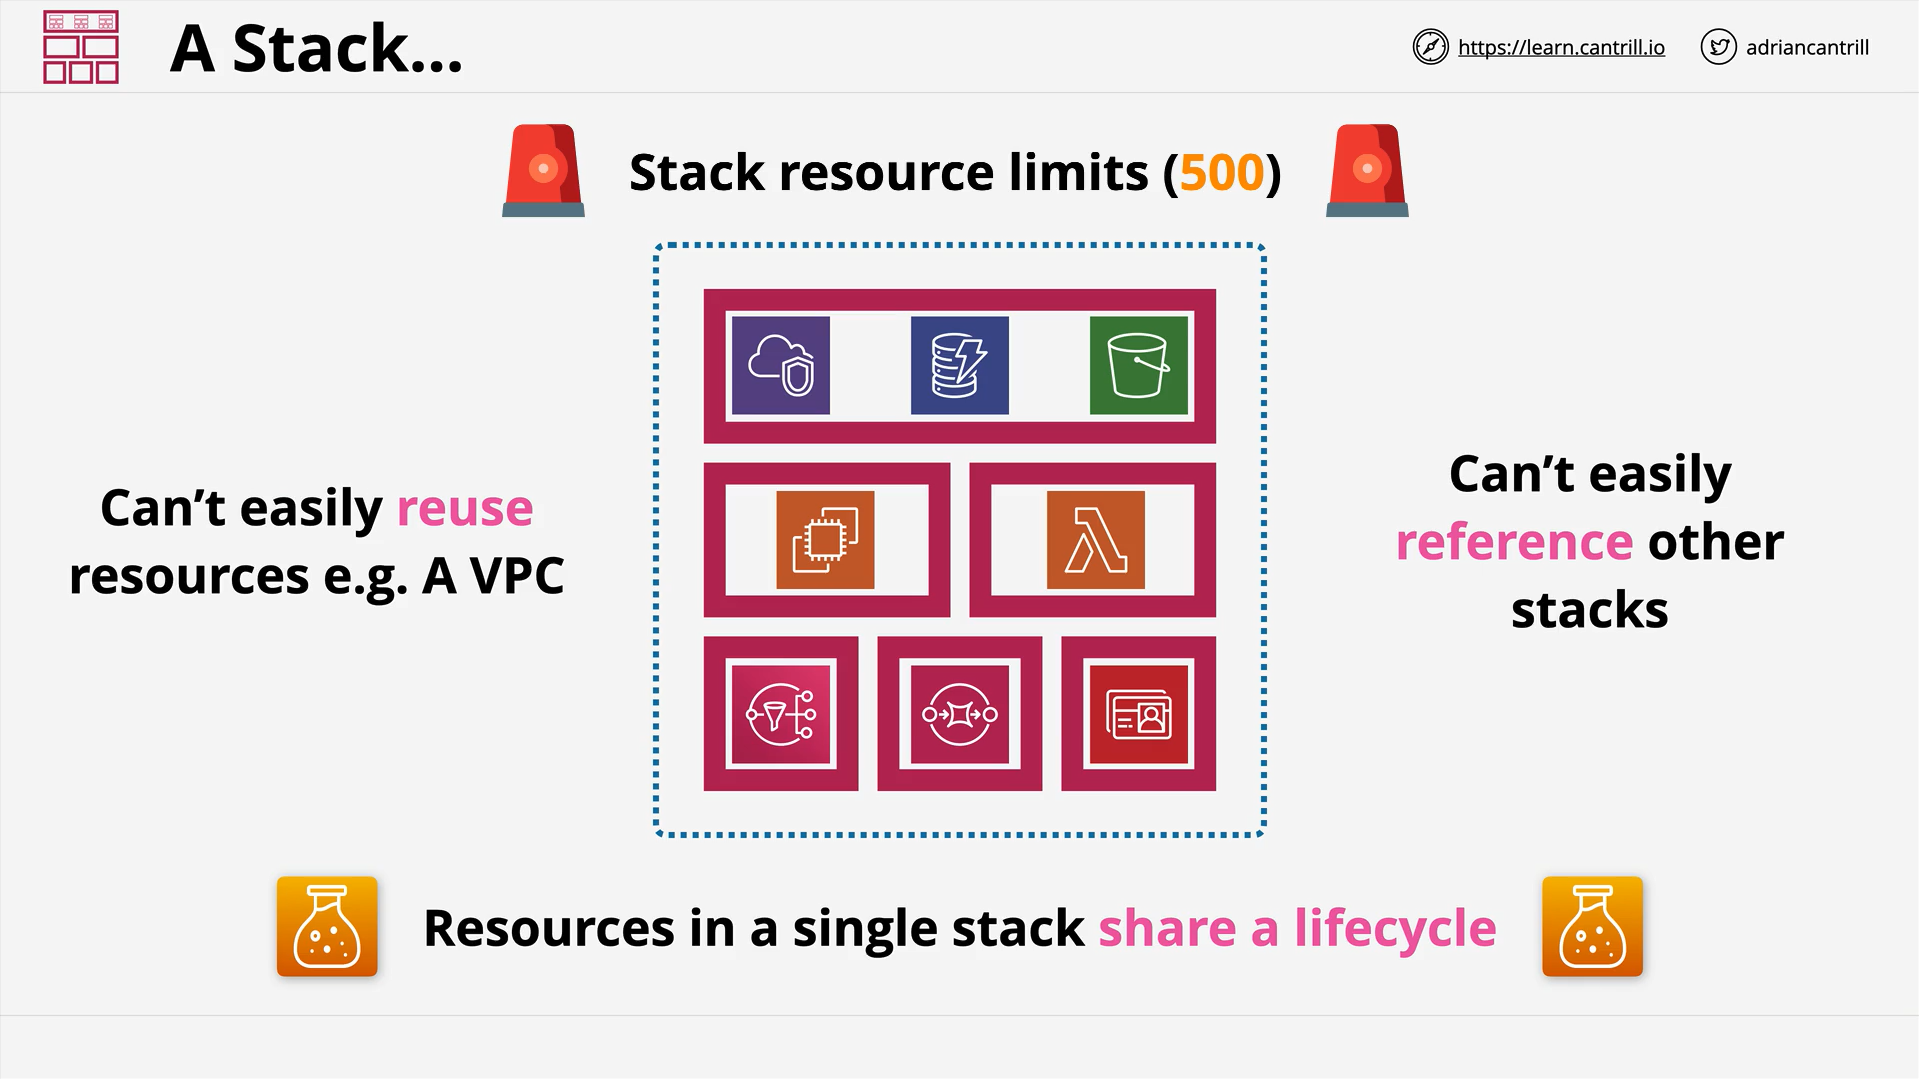 A Stack...
https://learn.cantrill.io
adriancantrill
Stack resource limits (500)
Can’t easily reuse
resources e.g. A VPC
Can’t easily
reference other
stacks
Resources in a single stack share a lifecycle